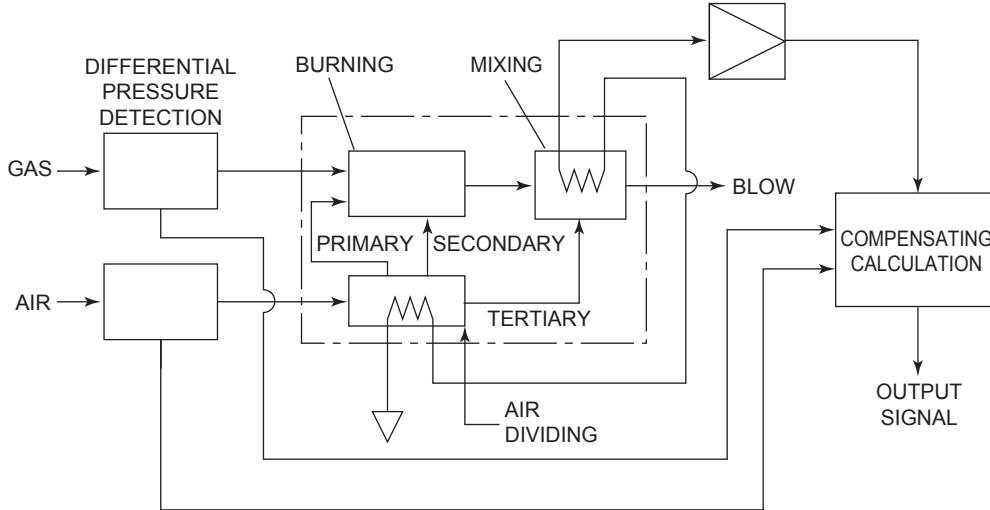 DIFFERENTIAL
PRESSURE
DETECTION
BURNING
MIXING
GAS
BLOW
PRIMARY
SECONDARY
COMPENSATING
CALCULATION
AIR
TERTIARY
AIR
DIVIDING
OUTPUT
SIGNAL